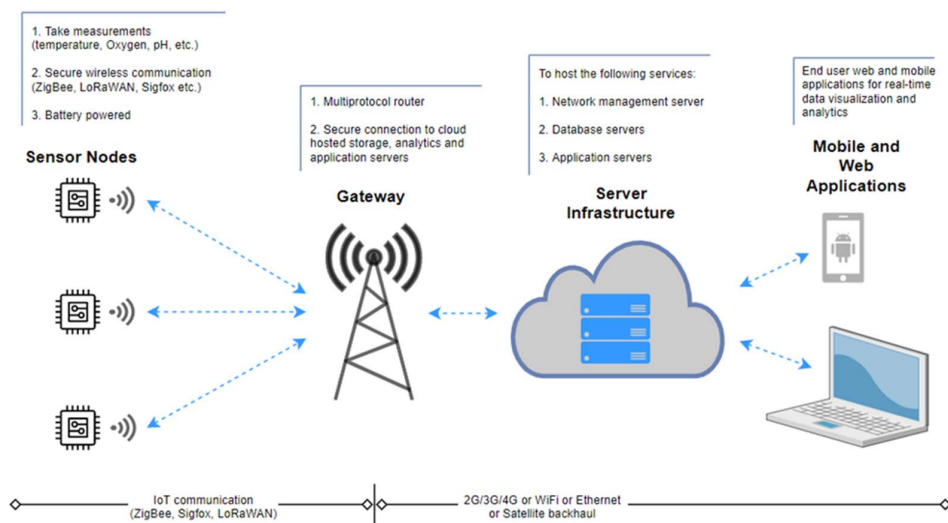 1. Take measurements
(temperature, Oxygen, pH, etc.)
2. Secure wireless communication
(ZigBee, LoRaWAN, Sigfox etc.)
3. Battery powered
Sensor Nodes
1. Multiprotocol router
2. Secure connection to cloud
hosted storage, analytics and
application servers
Gateway
To host the following services:
1. Network management server
2. Database servers
3. Application servers
Server
Infrastructure
End user web and mobile
applications for real-time
data visualization and
analytics
Mobile and
Web
Applications
IoT communication
(ZigBee, Sigfox, LoRaWAN)
2G/3G/4G or WiFi or Ethernet
or Satellite backhaul